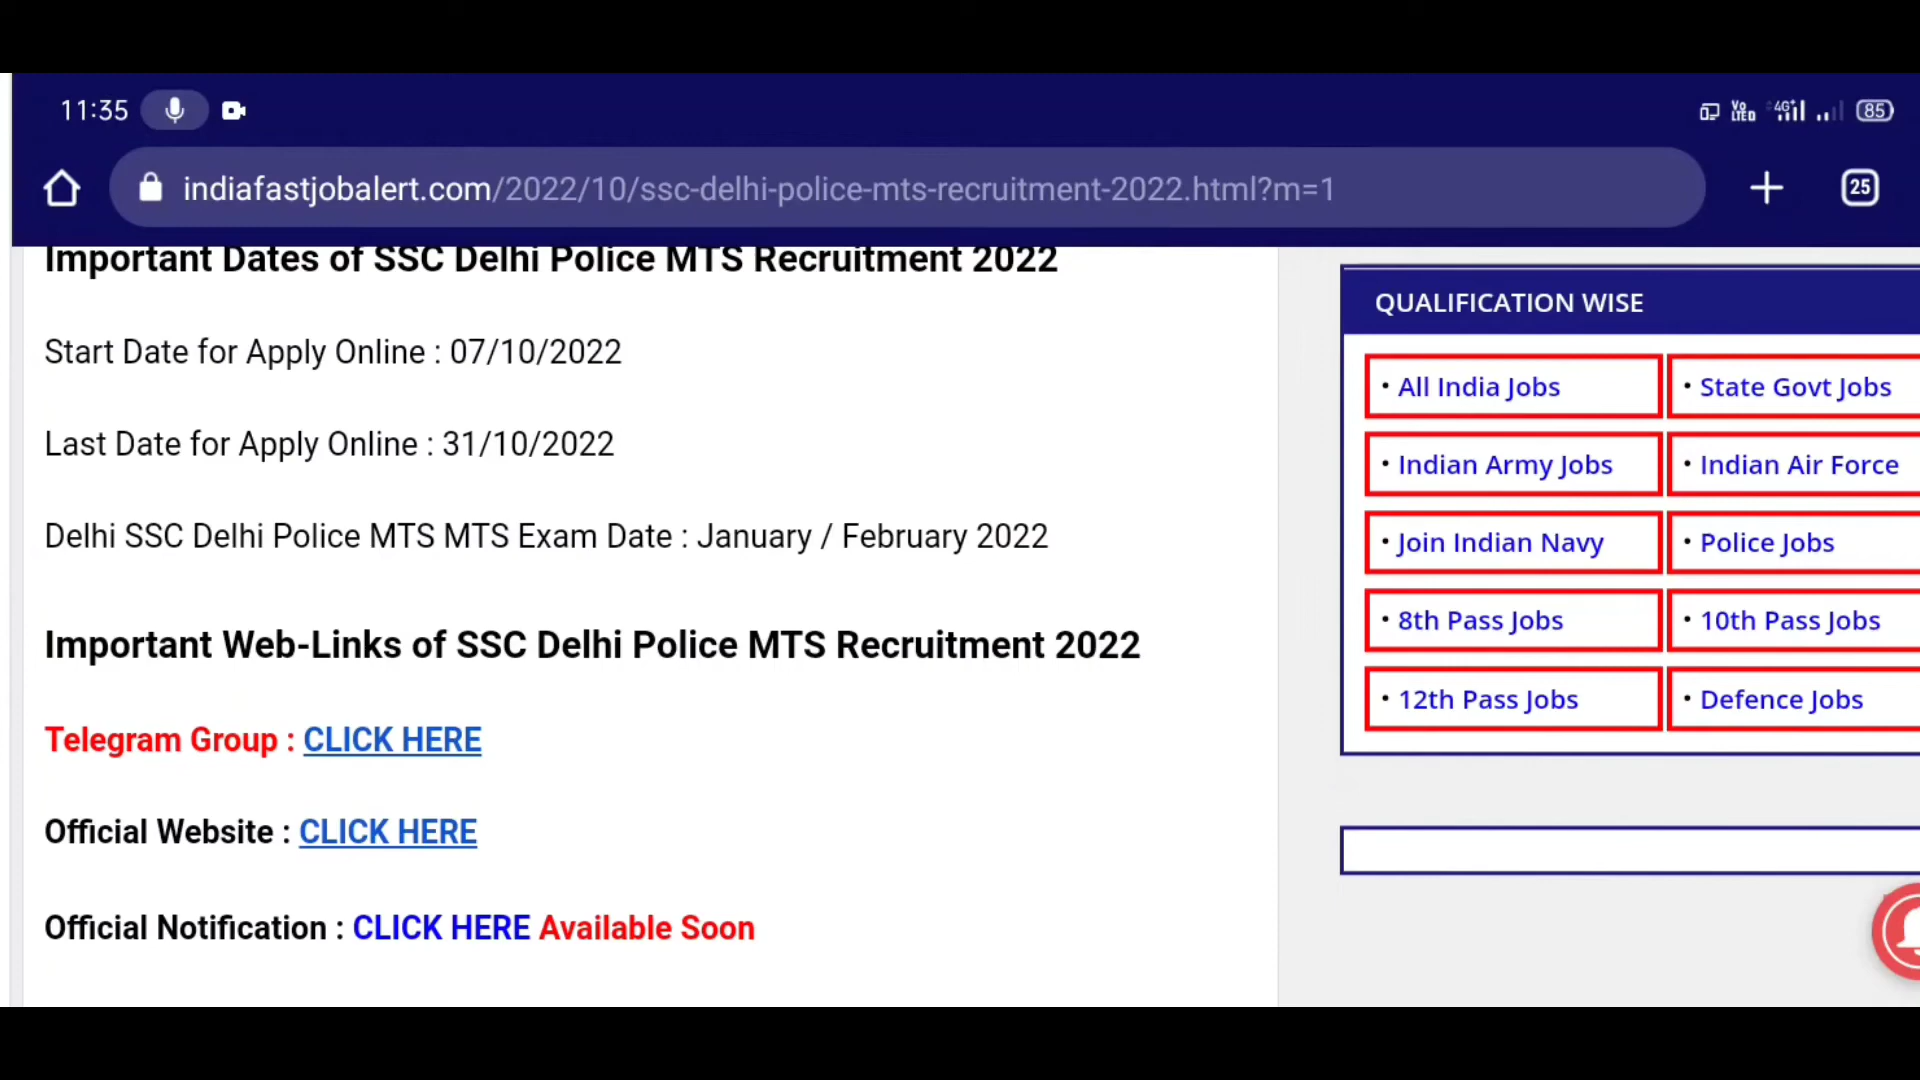 11:35
Vo LTED 4G+ 85
indiafastjobalert.com/2022/10/ssc-delhi-police-mts-recruitment-2022.html?m=1
25
Important Dates of SSC Delhi Police MTS Recruitment 2022
Start Date for Apply Online : 07/10/2022
Last Date for Apply Online : 31/10/2022
Delhi SSC Delhi Police MTS MTS Exam Date : January / February 2022
Important Web-Links of SSC Delhi Police MTS Recruitment 2022
Telegram Group : CLICK HERE
Official Website : CLICK HERE
Official Notification : CLICK HERE Available Soon
QUALIFICATION WISE
• All India Jobs • State Govt Jobs
• Indian Army Jobs • Indian Air Force
• Join Indian Navy • Police Jobs
• 8th Pass Jobs • 10th Pass Jobs
• 12th Pass Jobs • Defence Jobs